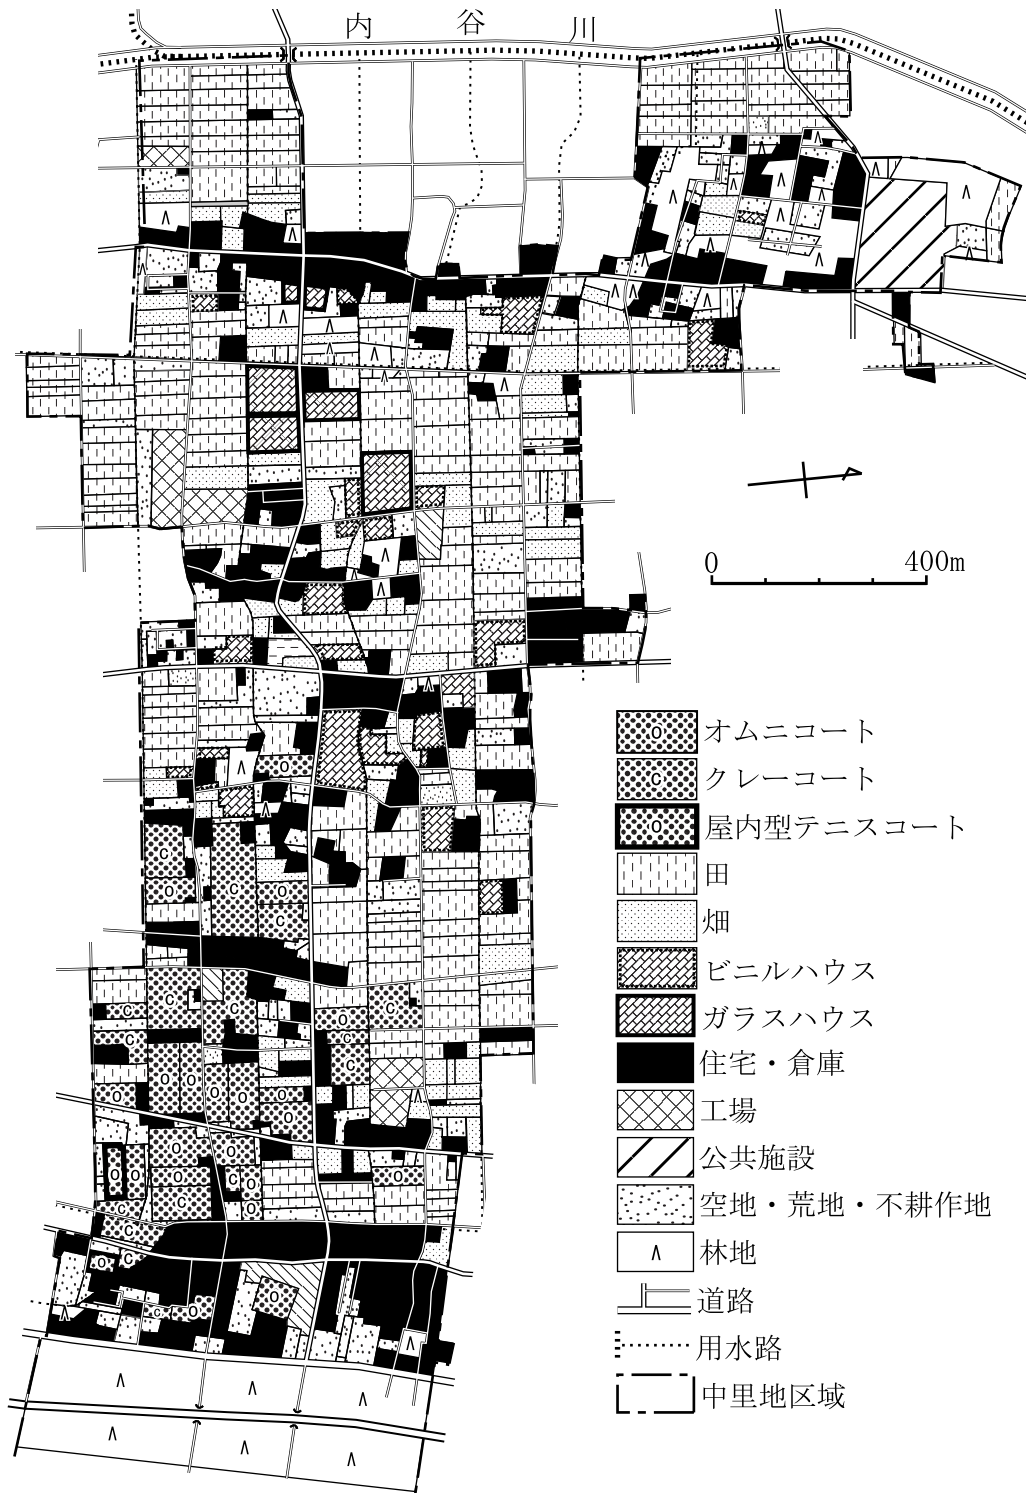 内谷川
0 400m
オムニコート
クレーコート
屋内型テニスコート
田
畑
ビニルハウス
ガラスハウス
住宅・倉庫
工場
公共施設
空地・荒地・不耕作地
林地
道路
用水路
中里地区域